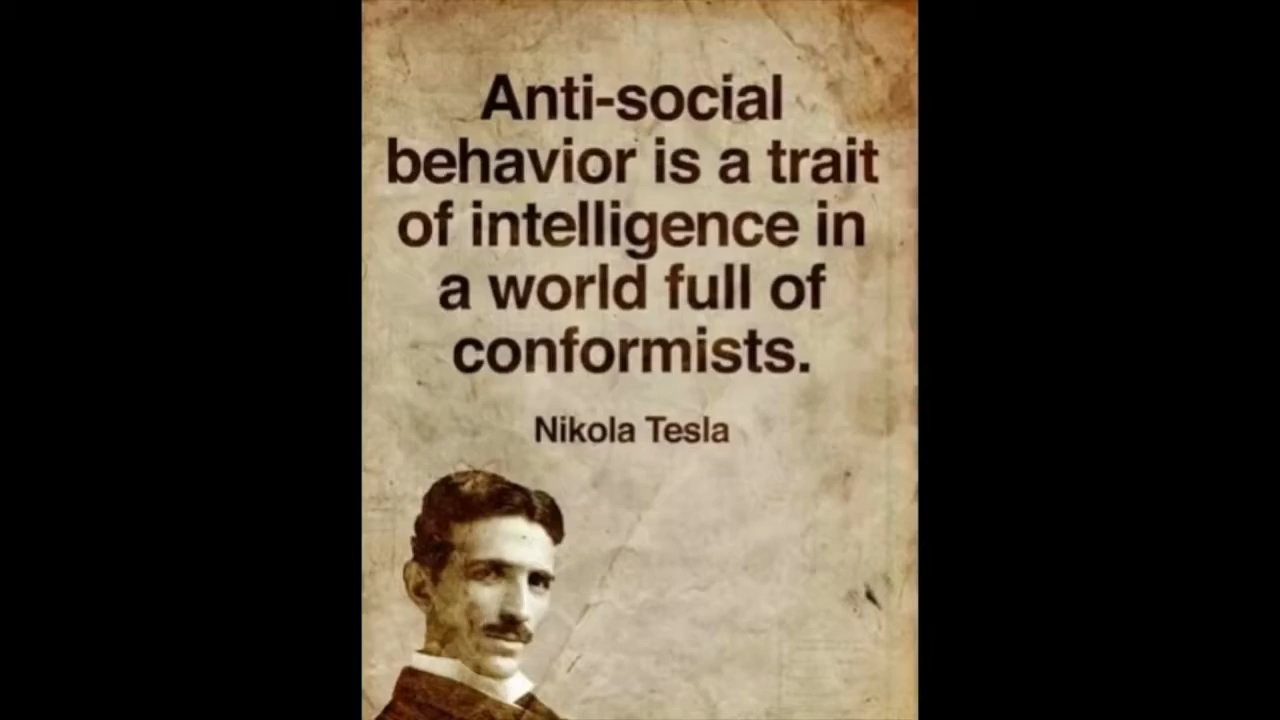 Anti-social
behavior is a trait
of intelligence in
a world full of
conformists.
Nikola Tesla